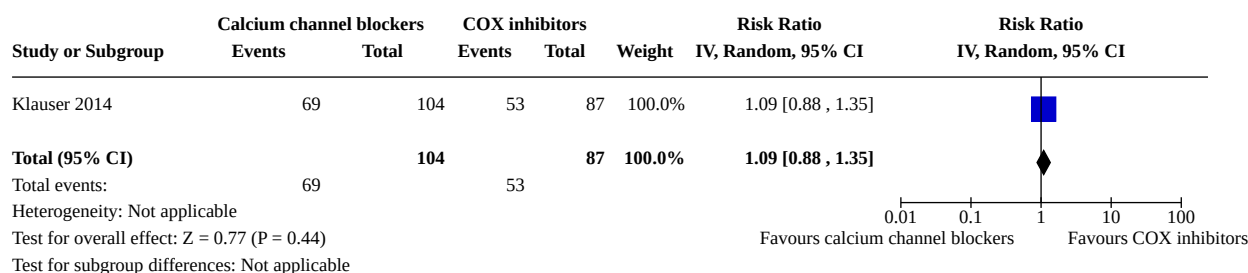 Calcium channel blockers COX inhibitors Risk Ratio Risk Ratio
Study or Subgroup Events Total Events Total Weight IV, Random, 95% CI IV, Random, 95% CI
Klauser 2014 69 104 53 87 100.0% 1.09 [0.88 , 1.35]
Total (95% CI) 104 87 100.0% 1.09 [0.88 , 1.35]
Total events: 69 53
Heterogeneity: Not applicable
0.01 0.1 1 10 100
Test for overall effect: Z = 0.77 (P = 0.44) Favours calcium channel blockers Favours COX inhibitors
Test for subgroup differences: Not applicable